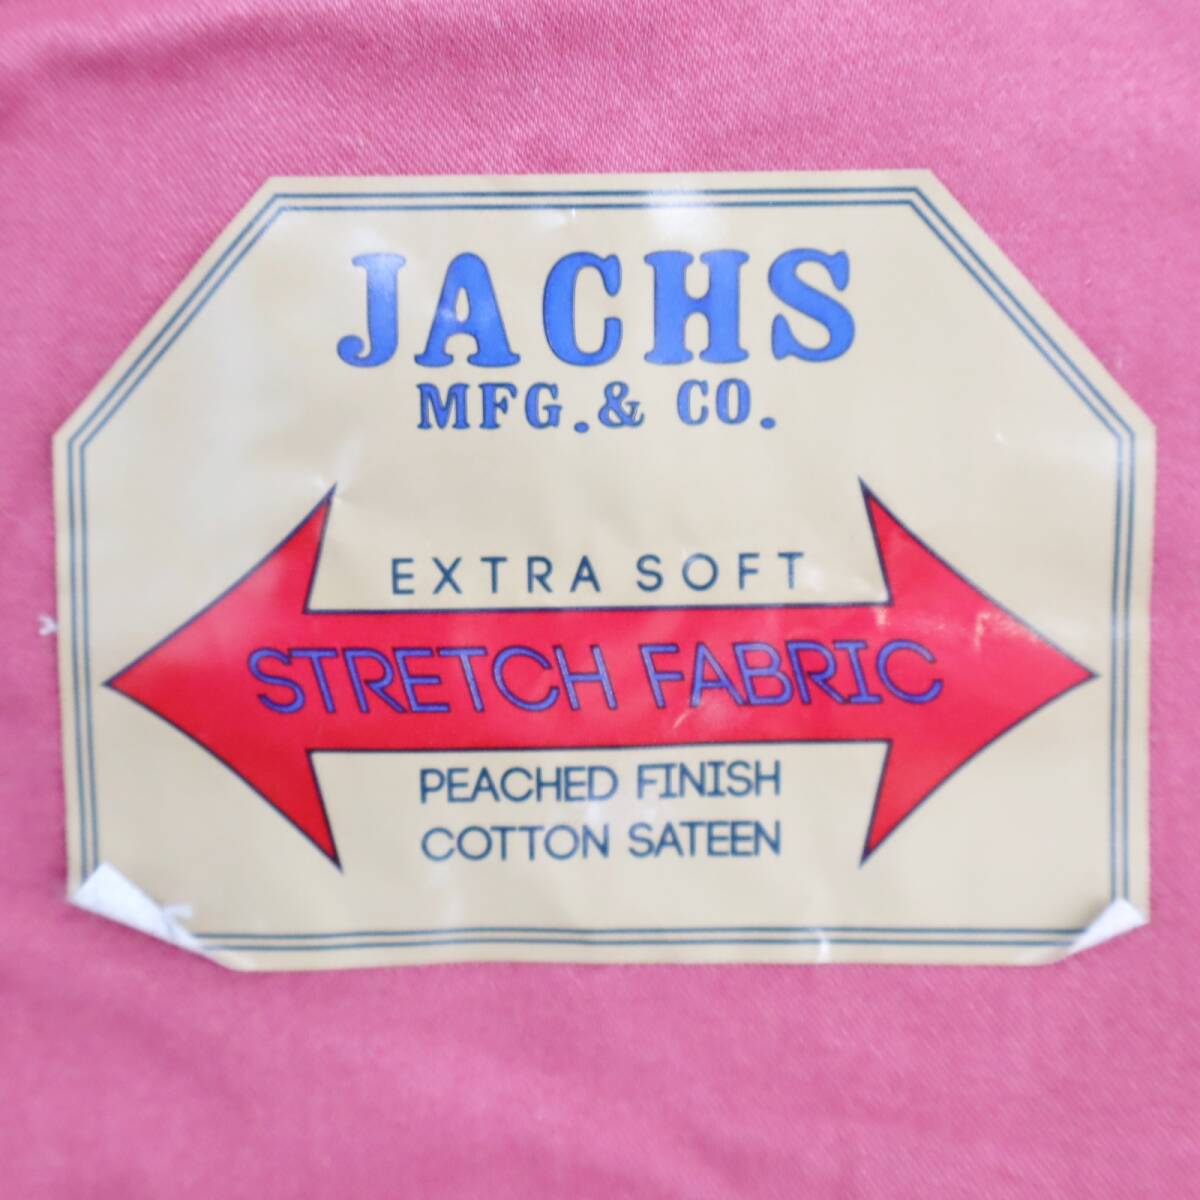 JACHS
MFG. & CO.
EXTRA SOFT
STRETCH FABRIC
PEACHED FINISH
COTTON SATEEN